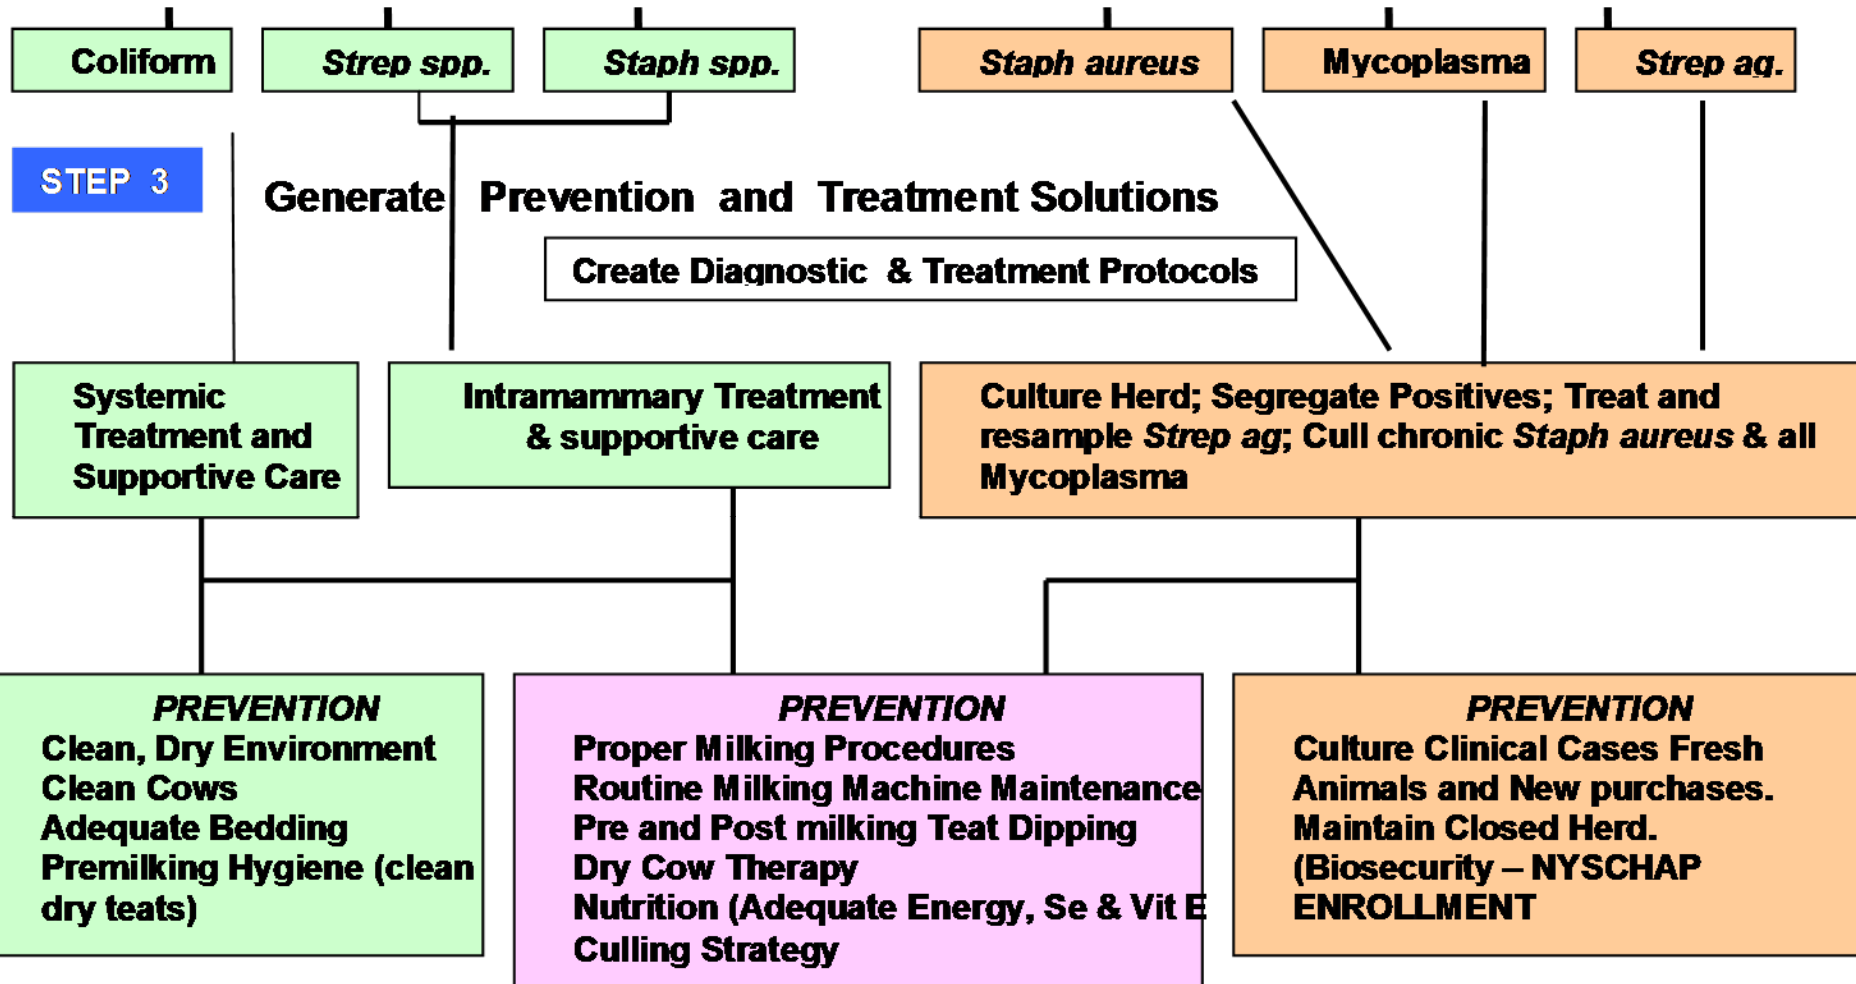 Coliform
Strep spp.
Staph spp.
Staph aureus
Mycoplasma
Strep ag.
STEP 3
Generate Prevention and Treatment Solutions
Create Diagnostic & Treatment Protocols
Systemic
Treatment and
Supportive Care
Intramammary Treatment
& supportive care
Culture Herd; Segregate Positives; Treat and
resample Strep ag; Cull chronic Staph aureus & all
Mycoplasma
PREVENTION
Clean, Dry Environment
Clean Cows
Adequate Bedding
Premilking Hygiene (clean
dry teats)
PREVENTION
Proper Milking Procedures
Routine Milking Machine Maintenance
Pre and Post milking Teat Dipping
Dry Cow Therapy
Nutrition (Adequate Energy, Se & Vit E
Culling Strategy
PREVENTION
Culture Clinical Cases Fresh
Animals and New purchases.
Maintain Closed Herd.
(Biosecurity – NYSCHAP
ENROLLMENT